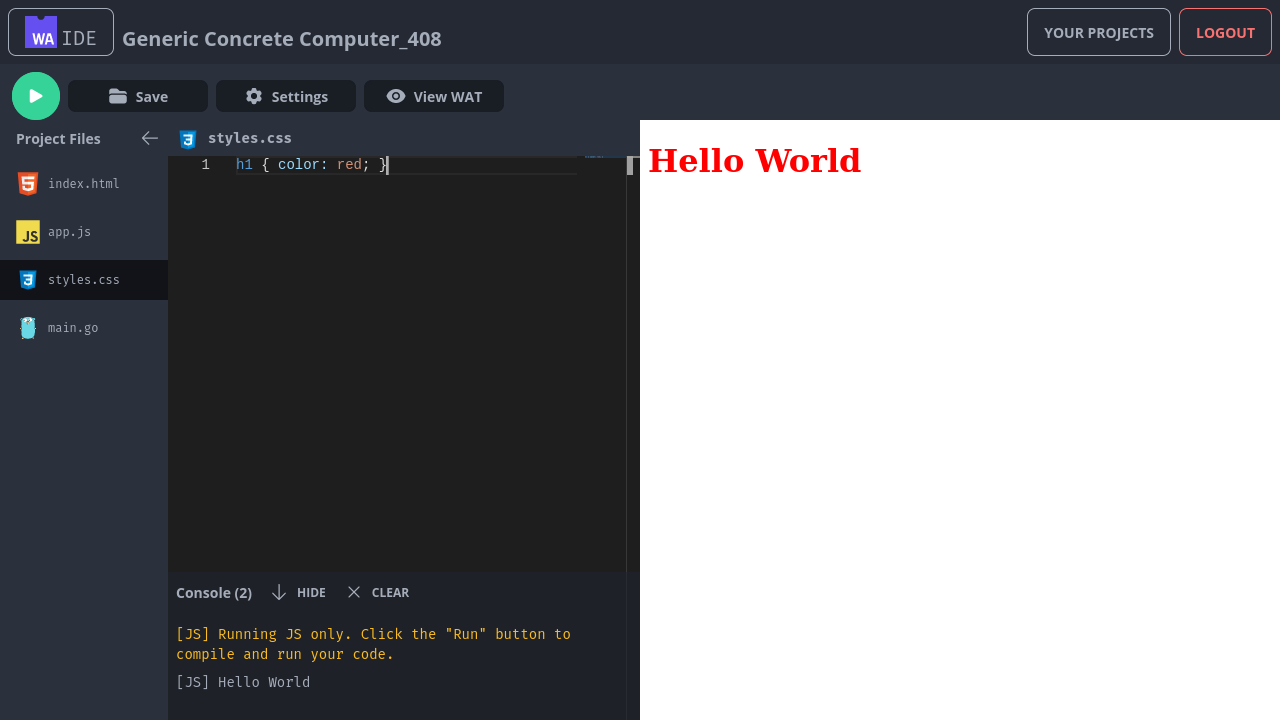 WA IDE
Generic Concrete Computer_408
YOUR PROJECTS
LOGOUT
Save
Settings
View WAT
Project Files
index.html
JS app.js
styles.css
main.go
styles.css
1 h1 { color: red; }
Console (2)
HIDE
CLEAR
[JS] Running JS only. Click the "Run" button to
compile and run your code.
[JS] Hello World
Hello World